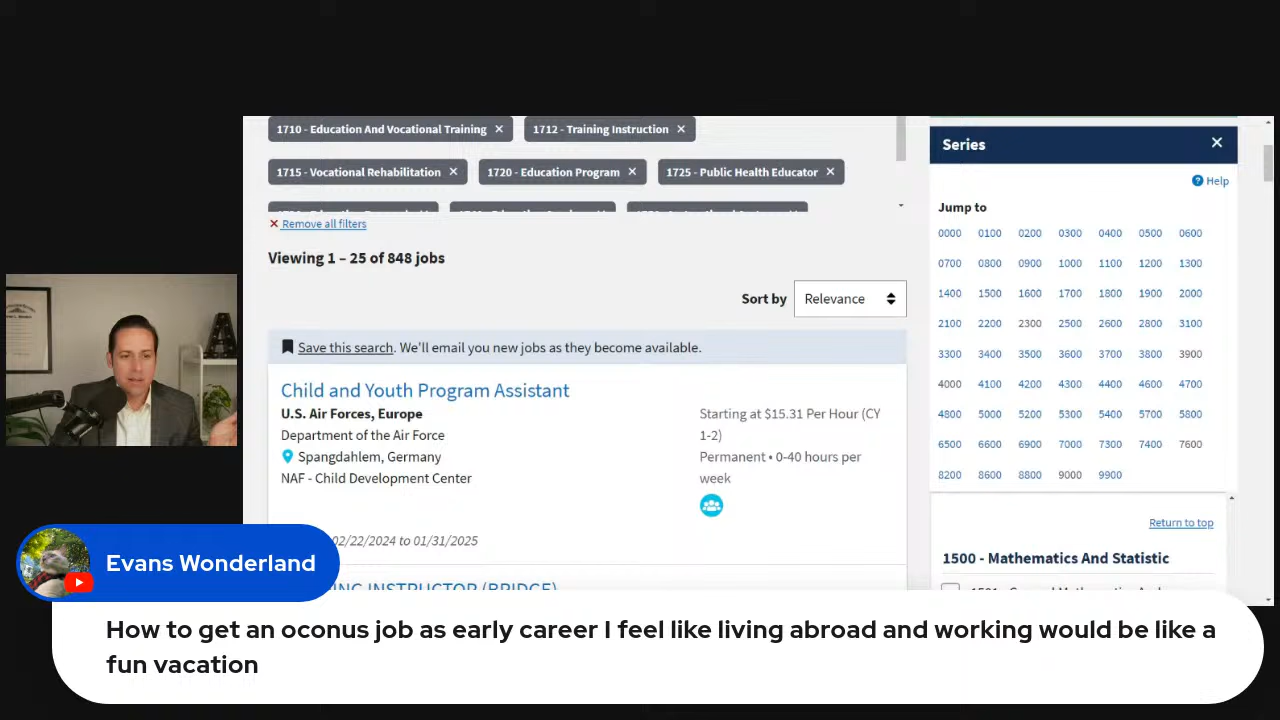 1710 - Education And Vocational Training ×
1712 - Training Instruction ×
1715 - Vocational Rehabilitation ×
1720 - Education Program ×
1725 - Public Health Educator ×
× Remove all filters
Viewing 1 – 25 of 848 jobs
Sort by
Relevance
Save this search. We'll email you new jobs as they become available.
Child and Youth Program Assistant
U.S. Air Forces, Europe
Department of the Air Force
Spangdahlem, Germany
NAF - Child Development Center
Starting at $15.31 Per Hour (CY
1-2)
Permanent • 0-40 hours per
week
02/22/2024 to 01/31/2025
INSTRUCTOR (BRIDGE)
Series ×
Help
Jump to
0000 0100 0200 0300 0400 0500 0600
0700 0800 0900 1000 1100 1200 1300
1400 1500 1600 1700 1800 1900 2000
2100 2200 2300 2500 2600 2800 3100
3300 3400 3500 3600 3700 3800 3900
4000 4100 4200 4300 4400 4600 4700
4800 5000 5200 5300 5400 5700 5800
6500 6600 6900 7000 7300 7400 7600
8200 8600 8800 9000 9900
Return to top
1500 - Mathematics And Statistic
Evans Wonderland
How to get an oconus job as early career I feel like living abroad and working would be like a
fun vacation